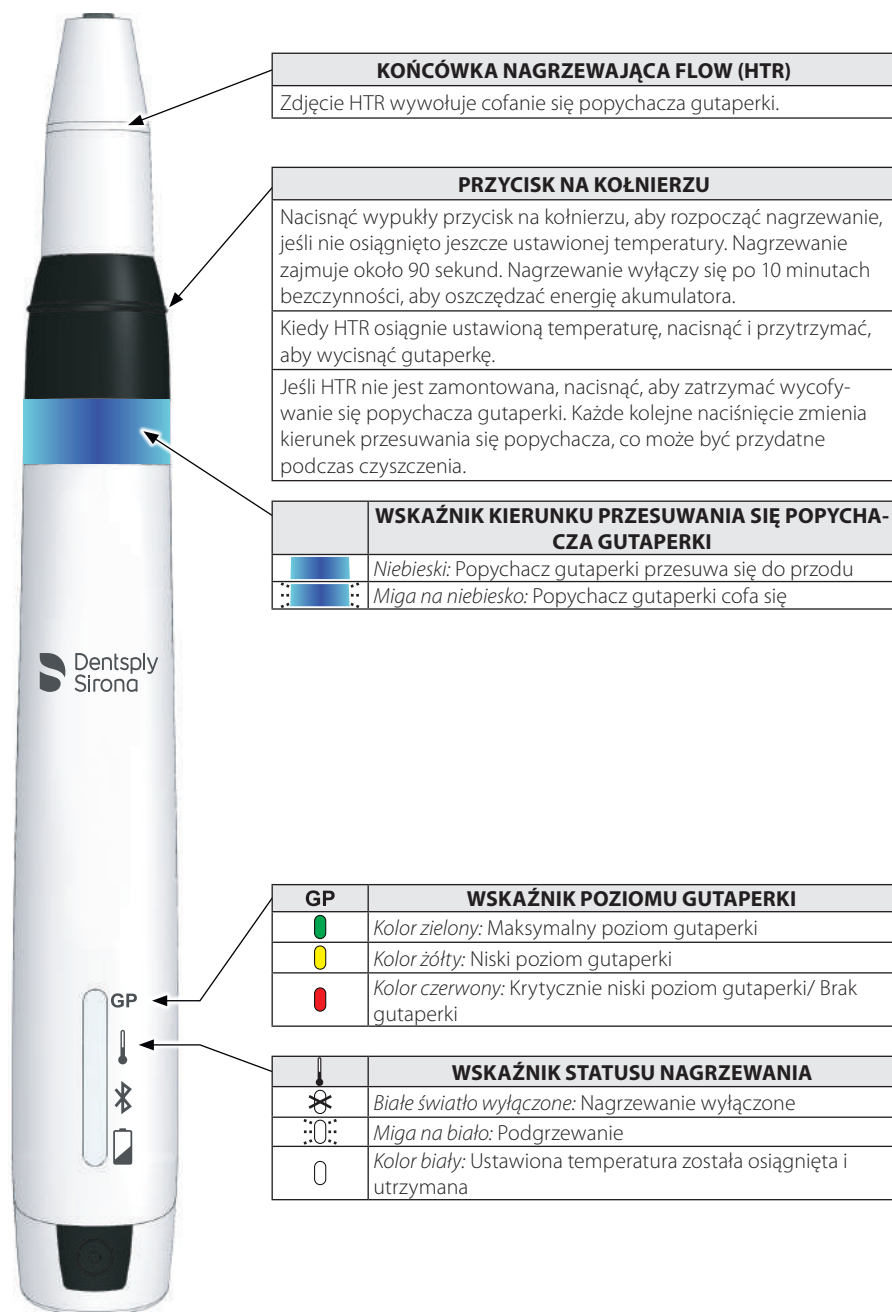 KOŃCÓWKA NAGRZEWAJĄCA FLOW (HTR)
Zdjęcie HTR wywołuje cofanie się popychacza gutaperki.
PRZYCISK NA KOŁNIERZU
Nacisnąć wypukły przycisk na kołnierzu, aby rozpocząć nagrzewanie,
jeśli nie osiągnięto jeszcze ustawionej temperatury. Nagrzewanie
zajmuje około 90 sekund. Nagrzewanie wyłączy się po 10 minutach
bezczynności, aby oszczędzać energię akumulatora.
Kiedy HTR osiągnie ustawioną temperaturę, nacisnąć i przytrzymać,
aby wycisnąć gutaperkę.
Jeśli HTR nie jest zamontowana, nacisnąć, aby zatrzymać wycofy-
wanie się popychacza gutaperki. Każde kolejne naciśnięcie zmienia
kierunek przesuwania się popychacza, co może być przydatne
podczas czyszczenia.
WSKAŹNIK KIERUNKU PRZESUWANIA SIĘ POPYCHA-
CZA GUTAPERKI
Niebieski: Popychacz gutaperki przesuwa się do przodu
Miga na niebiesko: Popychacz gutaperki cofa się
Dentsply
Sirona
GP WSKAŹNIK POZIOMU GUTAPERKI
Kolor zielony: Maksymalny poziom gutaperki
Kolor żółty: Niski poziom gutaperki
Kolor czerwony: Krytycznie niski poziom gutaperki/ Brak
gutaperki
GP
WSKAŹNIK STATUSU NAGRZEWANIA
Białe światło wyłączone: Nagrzewanie wyłączone
Miga na biało: Podgrzewanie
Kolor biały: Ustawiona temperatura została osiągnięta i
utrzymana